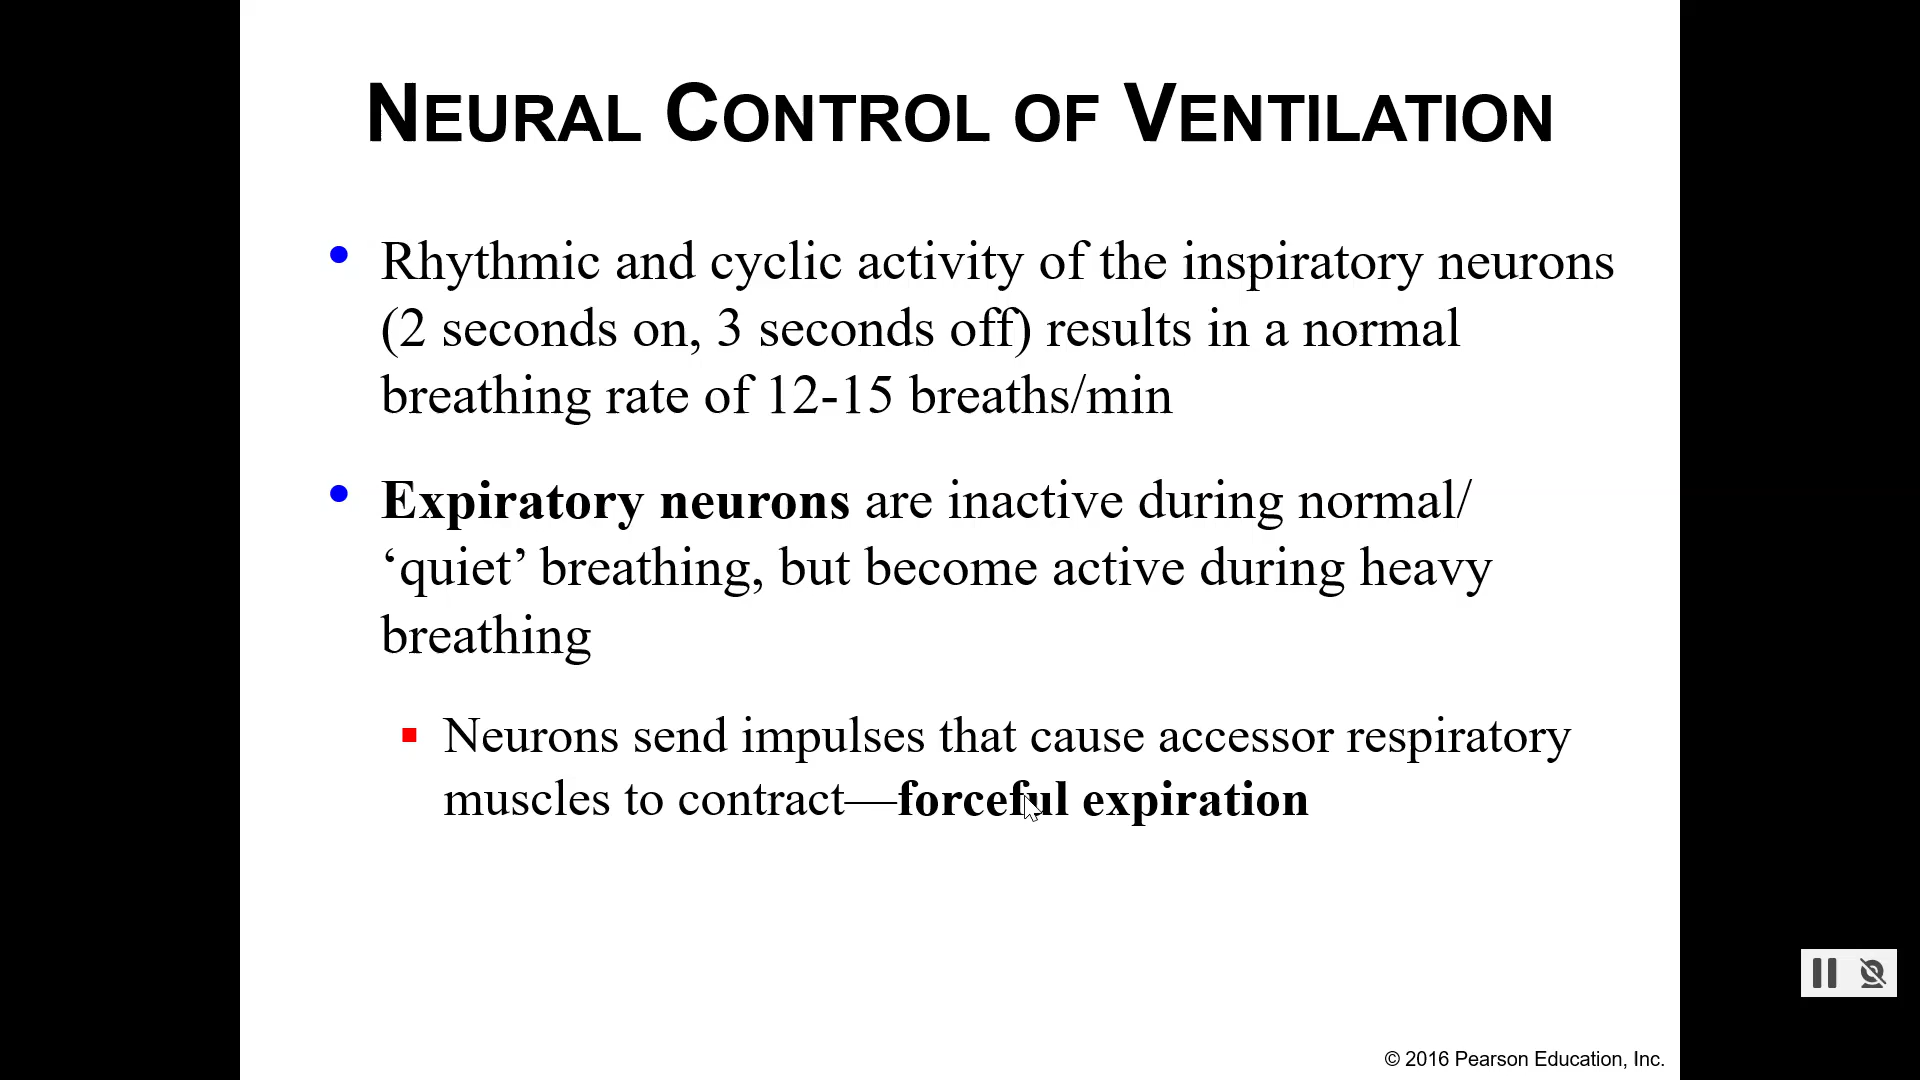 NEURAL CONTROL OF VENTILATION
• Rhythmic and cyclic activity of the inspiratory neurons
(2 seconds on, 3 seconds off) results in a normal
breathing rate of 12-15 breaths/min
• Expiratory neurons are inactive during normal/
‘quiet’ breathing, but become active during heavy
breathing
▪ Neurons send impulses that cause accessor respiratory
muscles to contract—forceful expiration
© 2016 Pearson Education, Inc.